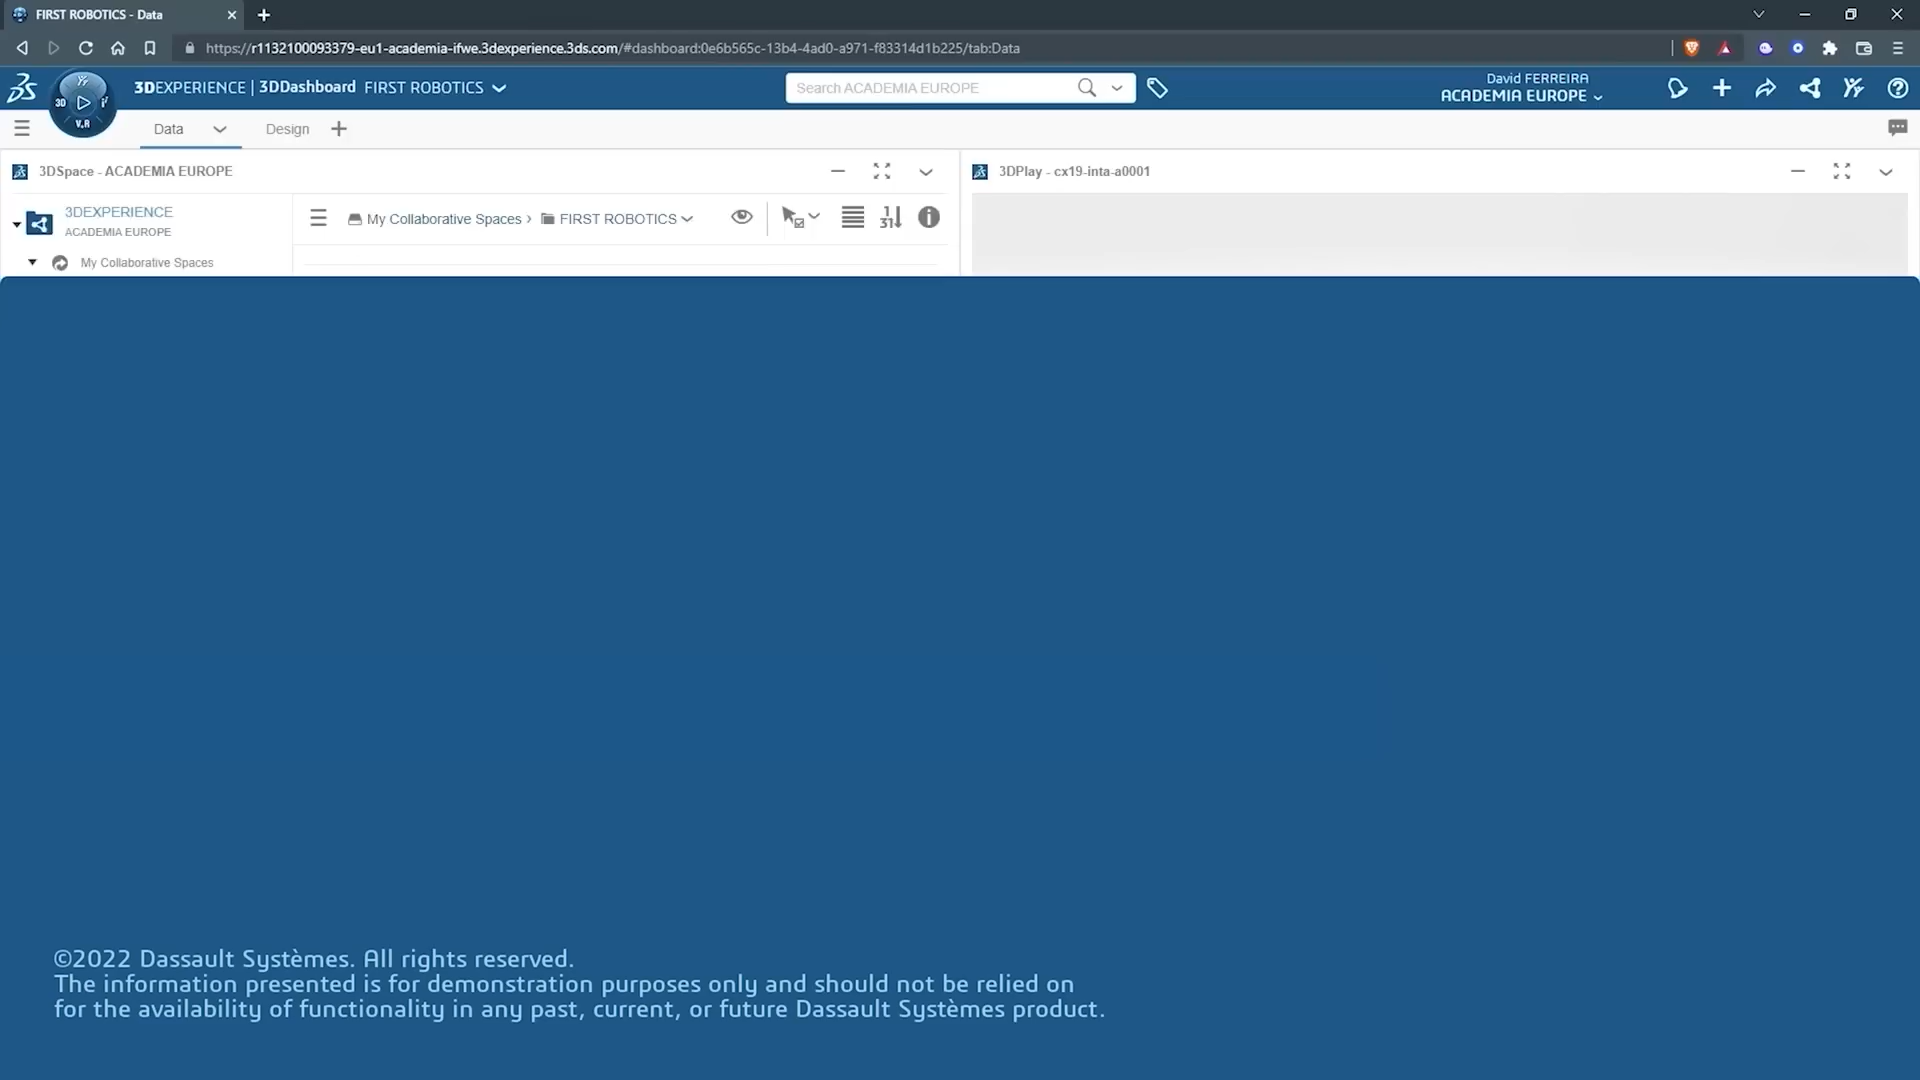 FIRST ROBOTICS - Data
https://r1132100093379-eu1-academia-ifwe.3dexperience.3ds.com/#dashboard:0e6b565c-13b4-4ad0-a971-f83314d1b225/tab:Data
3D
V.R
3DEXPERIENCE | 3DDashboard FIRST ROBOTICS
Search ACADEMIA EUROPE
David FERREIRA
ACADEMIA EUROPE
Data
Design
3DSpace - ACADEMIA EUROPE
3DPlay - cx19-inta-a0001
3DEXPERIENCE
ACADEMIA EUROPE
My Collaborative Spaces › FIRST ROBOTICS
My Collaborative Spaces
©2022 Dassault Systèmes. All rights reserved.
The information presented is for demonstration purposes only and should not be relied on
for the availability of functionality in any past, current, or future Dassault Systèmes product.